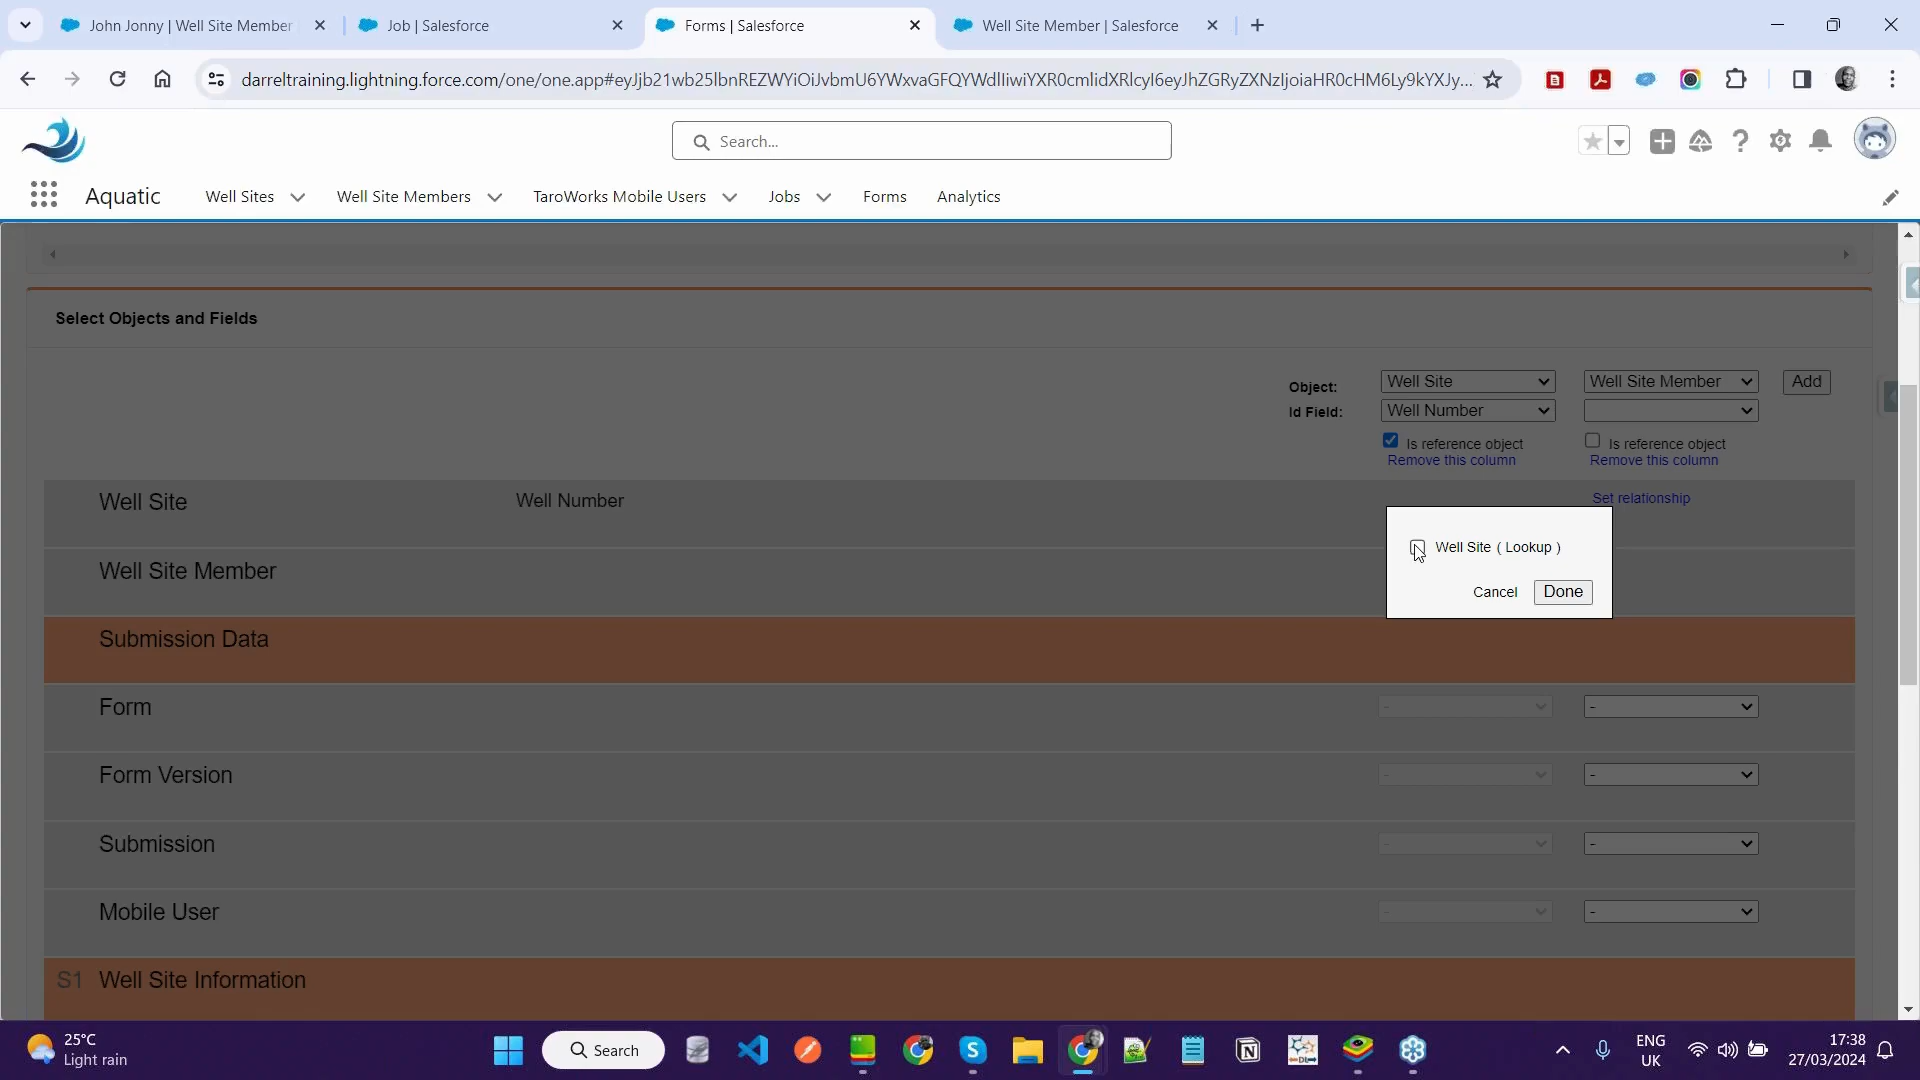 John Jonny | Well Site Member
Job | Salesforce
Forms | Salesforce
Well Site Member | Salesforce
darreltraining.lightning.force.com/one/one.app#eyJjb21wb25lbnREZWYiOiJvbmU6YWxvaGFQYWdlIiwiYXR0cmlidXRlcyI6eyJhZGRyZXNzIjoiaHR0cHM6Ly9kYXJy...
Search...
Aquatic
Well Sites
Well Site Members
TaroWorks Mobile Users
Jobs
Forms
Analytics
Select Objects and Fields
Object:
Well Site
Well Site Member
Add
Id Field:
Well Number
Is reference object
Is reference object
Remove this column
Remove this column
Well Site
Well Number
Set relationship
Well Site ( Lookup )
Cancel
Done
Well Site Member
Submission Data
Form
-
-
Form Version
-
-
Submission
-
-
Mobile User
-
-
S1 Well Site Information
25°C
Light rain
Search
ENG
UK
17:38
27/03/2024